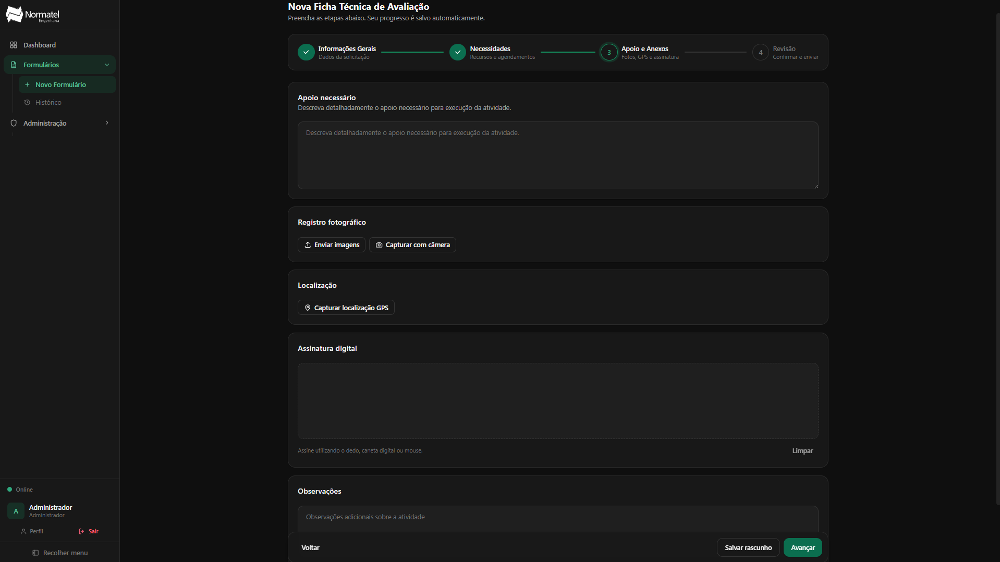 Normatel
Engenharia
Dashboard
Formulários
Novo Formulário
Histórico
Administração
Online
A
Administrador
Administrador
Perfil
Sair
Recolher menu
Nova Ficha Técnica de Avaliação
Preencha as etapas abaixo. Seu progresso é salvo automaticamente.
Informações Gerais
Dados da solicitação
Necessidades
Recursos e agendamentos
3
Apoio e Anexos
Fotos, GPS e assinatura
4
Revisão
Confirmar e enviar
Apoio necessário
Descreva detalhadamente o apoio necessário para execução da atividade.
Descreva detalhadamente o apoio necessário para execução da atividade.
Registro fotográfico
Enviar imagens
Capturar com câmera
Localização
Capturar localização GPS
Assinatura digital
Assine utilizando o dedo, caneta digital ou mouse.
Limpar
Observações
Observações adicionais sobre a atividade
Voltar
Salvar rascunho
Avançar